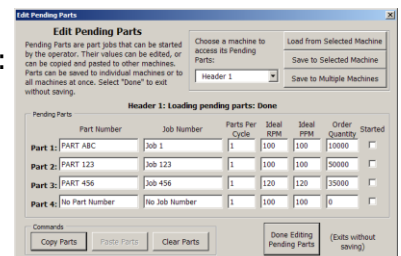 Edit Pending Parts
:
Edit Pending Parts
Pending Parts are part jobs that can be started
by the operator. Their values can be edited, or
can be copied and pasted to other machines.
Parts can be saved to individual machines or to
all machines at once. Select "Done" to exit
without saving.
Choose a machine to
access its Pending
Parts:
Header 1
Load from Selected Machine
Save to Selected Machine
Save to Multiple Machines
Header 1: Loading pending parts: Done
Pending Parts
Part Number Job Number Parts Per Cycle Ideal RPM Ideal PPM Order Quantity Started
Part 1: PART ABC Job 1 1 100 100 10000
Part 2: PART 123 Job 123 1 100 100 50000
Part 3: PART 456 Job 456 1 120 120 35000
Part 4: No Part Number No Job Number 1 100 100 0
Commands
Copy Parts Paste Parts Clear Parts
Done Editing
Pending Parts
(Exits without
saving)